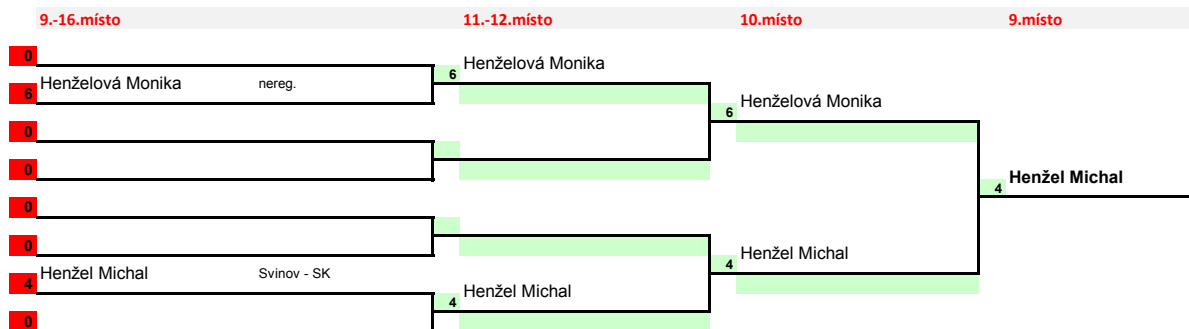 9.-16.místo 11.-12.místo 10.místo 9.místo
0
6 Henželová Monika nereg.
6 Henželová Monika
0
6 Henželová Monika
0
4 Henžel Michal
0
0
4 Henžel Michal
4 Henžel Michal Svinov - SK
4 Henžel Michal
0